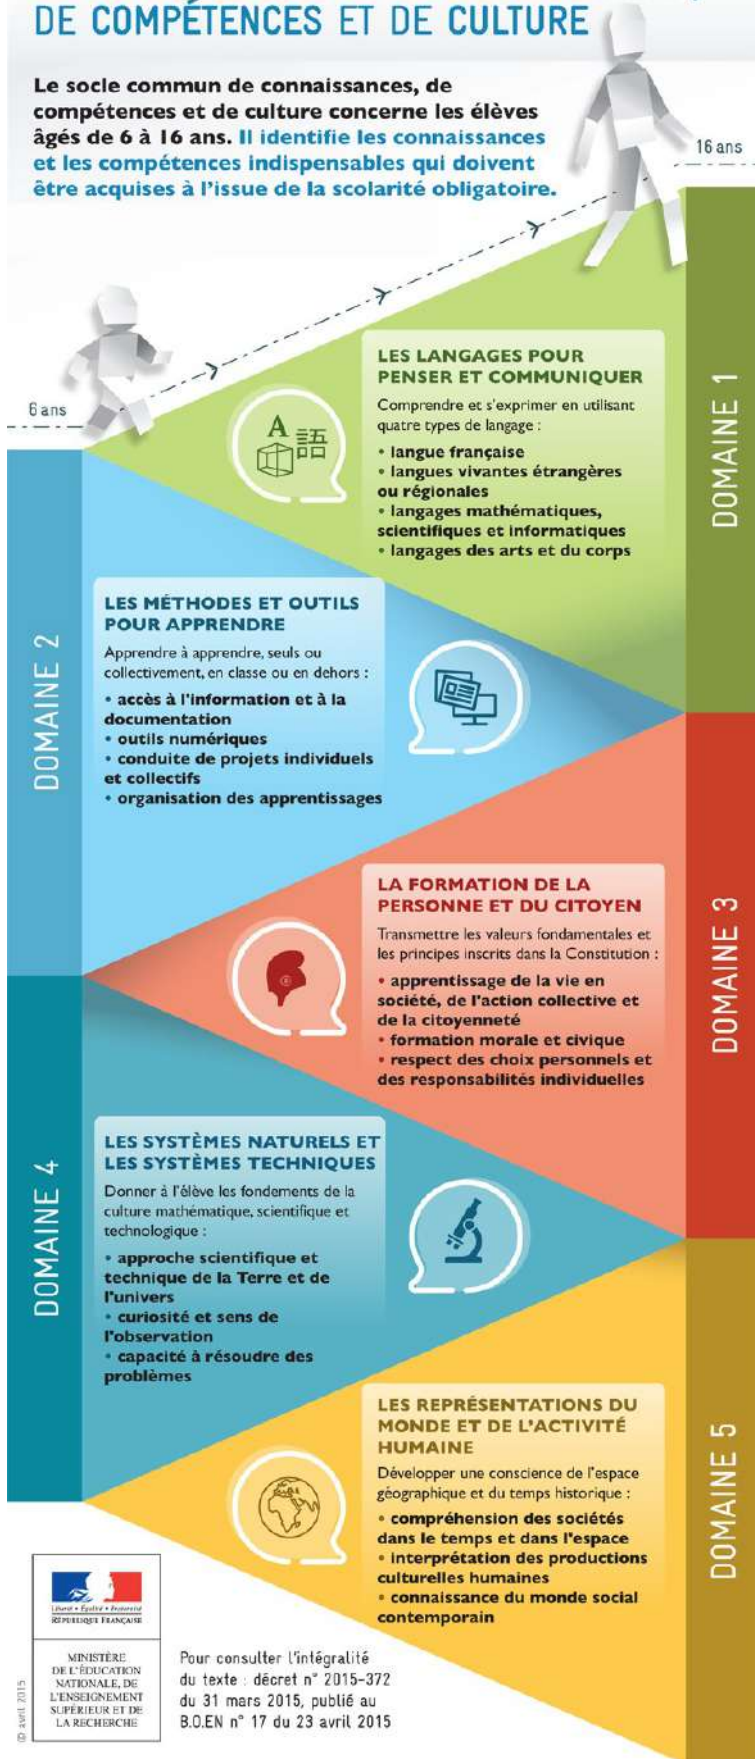 DE COMPÉTENCES ET DE CULTURE
Le socle commun de connaissances, de
compétences et de culture concerne les élèves
âgés de 6 à 16 ans. Il identifie les connaissances
et les compétences indispensables qui doivent
être acquises à l'issue de la scolarité obligatoire.
16 ans
6 ans
DOMAINE 1
LES LANGAGES POUR
PENSER ET COMMUNIQUER
Comprendre et s'exprimer en utilisant
quatre types de langage :
• langue française
• langues vivantes étrangères
ou régionales
• langages mathématiques,
scientifiques et informatiques
• langages des arts et du corps
A 語
DOMAINE 2
LES MÉTHODES ET OUTILS
POUR APPRENDRE
Apprendre à apprendre, seuls ou
collectivement, en classe ou en dehors :
• accès à l'information et à la
documentation
• outils numériques
• conduite de projets individuels
et collectifs
• organisation des apprentissages
DOMAINE 3
LA FORMATION DE LA
PERSONNE ET DU CITOYEN
Transmettre les valeurs fondamentales et
les principes inscrits dans la Constitution :
• apprentissage de la vie en
société, de l'action collective et
de la citoyenneté
• formation morale et civique
• respect des choix personnels et
des responsabilités individuelles
DOMAINE 4
LES SYSTÈMES NATURELS ET
LES SYSTÈMES TECHNIQUES
Donner à l'élève les fondements de la
culture mathématique, scientifique et
technologique :
• approche scientifique et
technique de la Terre et de
l'univers
• curiosité et sens de
l'observation
• capacité à résoudre des
problèmes
DOMAINE 5
LES REPRÉSENTATIONS DU
MONDE ET DE L'ACTIVITÉ
HUMAINE
Développer une conscience de l'espace
géographique et du temps historique :
• compréhension des sociétés
dans le temps et dans l'espace
• interprétation des productions
culturelles humaines
• connaissance du monde social
contemporain
Liberté • Égalité • Fraternité
RÉPUBLIQUE FRANÇAISE
MINISTÈRE
DE L'ÉDUCATION
NATIONALE, DE
L'ENSEIGNEMENT
SUPÉRIEUR ET DE
LA RECHERCHE
Pour consulter l'intégralité
du texte : décret n° 2015-372
du 31 mars 2015, publié au
B.O.EN n° 17 du 23 avril 2015
© avril 2015